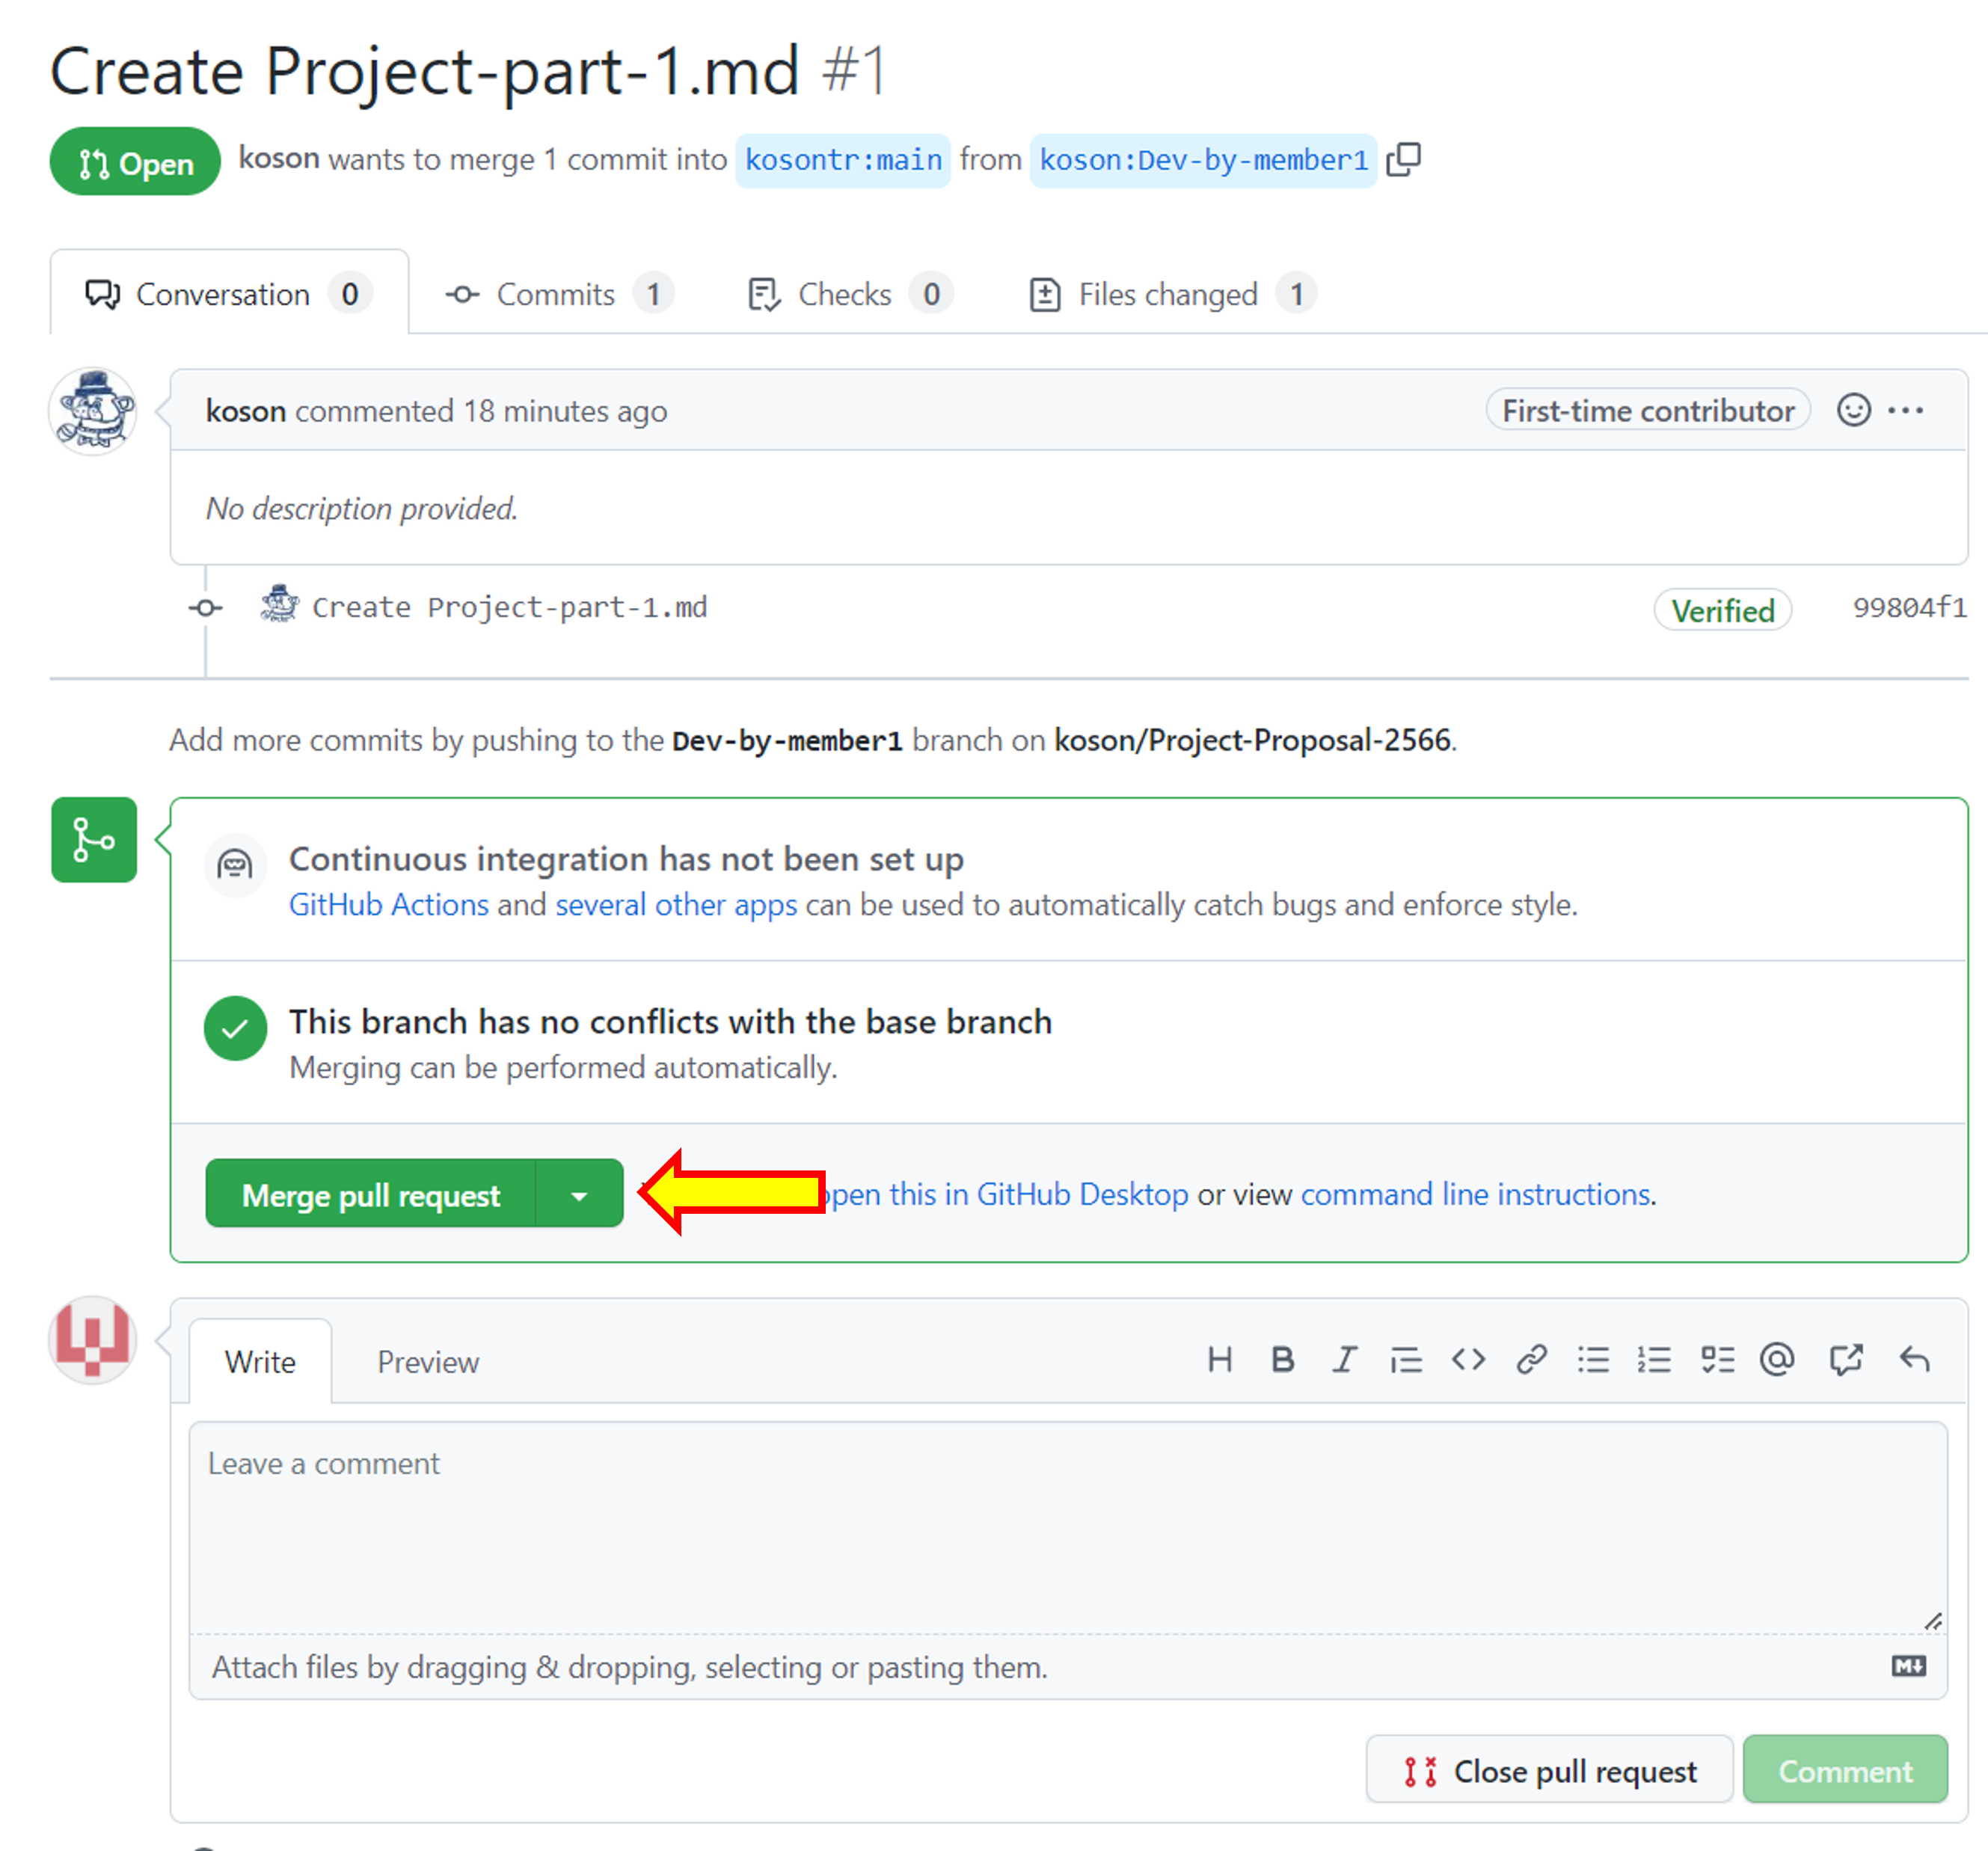 Create Project-part-1.md #1
Open koson wants to merge 1 commit into kosontr:main from koson:Dev-by-member1
Conversation 0 Commits 1 Checks 0 Files changed 1
koson commented 18 minutes ago First-time contributor
No description provided.
Create Project-part-1.md Verified 99804f1
Add more commits by pushing to the Dev-by-member1 branch on koson/Project-Proposal-2566.
Continuous integration has not been set up
GitHub Actions and several other apps can be used to automatically catch bugs and enforce style.
This branch has no conflicts with the base branch
Merging can be performed automatically.
Merge pull request open this in GitHub Desktop or view command line instructions.
Write Preview
Leave a comment
Attach files by dragging & dropping, selecting or pasting them.
Close pull request Comment